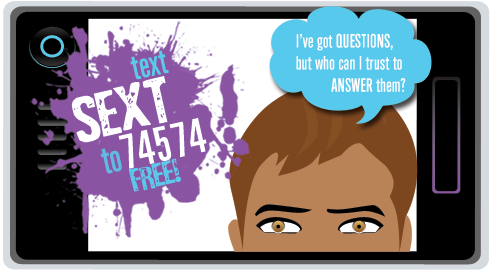 text
SEXT
to 74574
FREE!
I've got QUESTIONS,
but who can I trust to
ANSWER them?